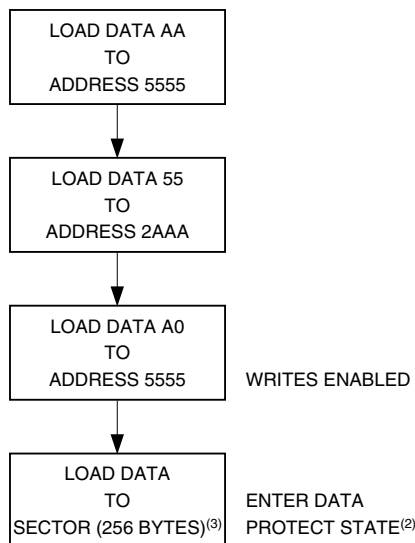 LOAD DATA AA
TO
ADDRESS 5555
LOAD DATA 55
TO
ADDRESS 2AAA
LOAD DATA A0
TO
ADDRESS 5555
WRITES ENABLED
LOAD DATA
TO
SECTOR (256 BYTES)(3)
ENTER DATA
PROTECT STATE(2)